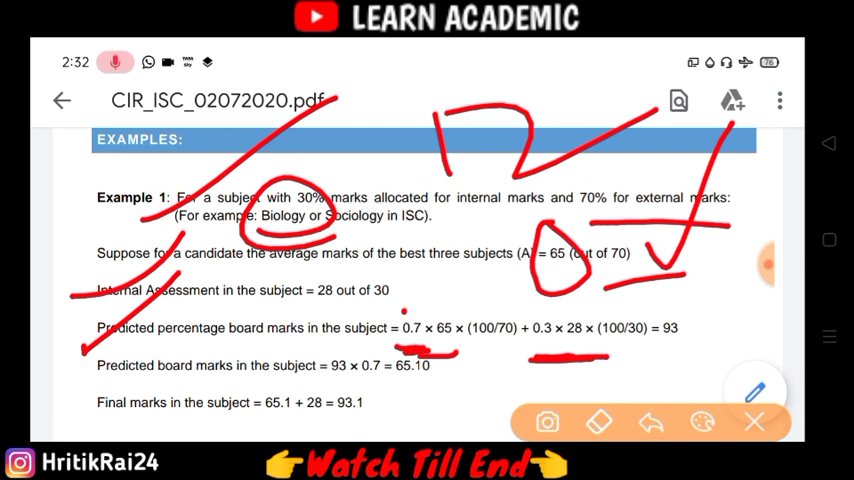 LEARN ACADEMIC
2:32
TATA sky
76
CIR_ISC_02072020.pdf
EXAMPLES:
Example 1: For a subject with 30% marks allocated for internal marks and 70% for external marks:
(For example: Biology or Sociology in ISC).
Suppose for a candidate the average marks of the best three subjects (A) = 65 (out of 70)
Internal Assessment in the subject = 28 out of 30
Predicted percentage board marks in the subject = 0.7 × 65 × (100/70) + 0.3 × 28 × (100/30) = 93
Predicted board marks in the subject = 93 × 0.7 = 65.10
Final marks in the subject = 65.1 + 28 = 93.1
HritikRai24
Watch Till End